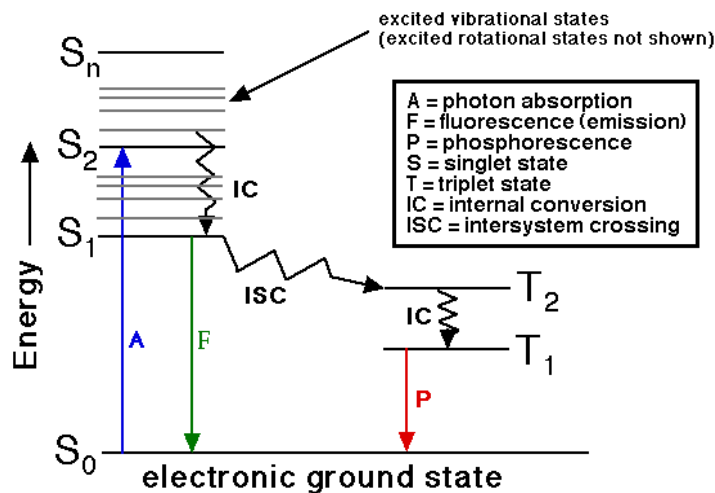 excited vibrational states
(excited rotational states not shown)
Sn
A = photon absorption
F = fluorescence (emission)
P = phosphorescence
S = singlet state
T = triplet state
IC = internal conversion
ISC = intersystem crossing
S2
IC
S1
ISC
T2
IC
T1
Energy
A
F
P
S0
electronic ground state